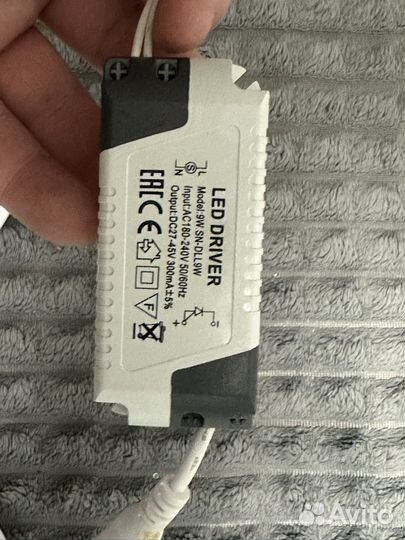 LED DRIVER
Model:9W SN-DLL9W
Input:AC180-240V 50/60Hz
Output:DC27-45V 300mA±5%
N S L
+ -
EAC CE F
Avito